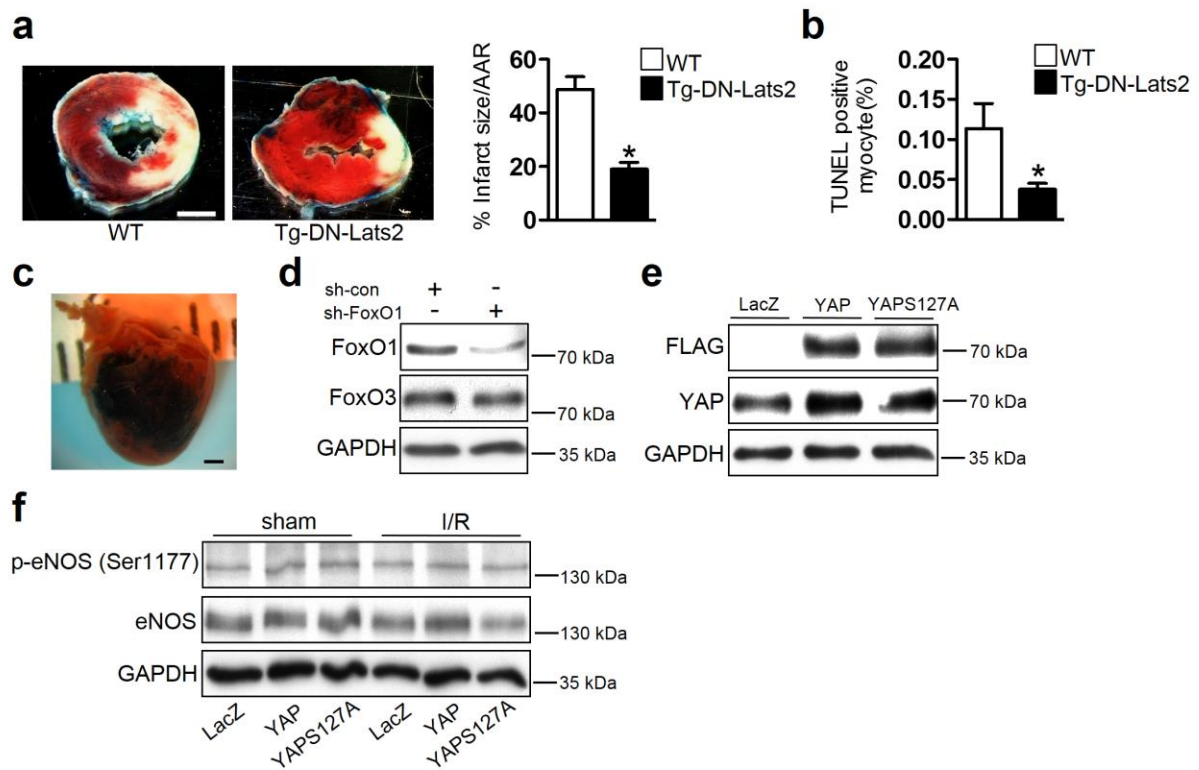 a
WT
Tg-DN-Lats2
% Infarct size/AAR
60
40
20
0
WT
Tg-DN-Lats2
*
b
TUNEL positive
myocyte(%)
0.20
0.15
0.10
0.05
0.00
WT
Tg-DN-Lats2
*
c
d
sh-con + -
sh-FoxO1 - +
FoxO1 70 kDa
FoxO3 70 kDa
GAPDH 35 kDa
e
LacZ YAP YAPS127A
FLAG 70 kDa
YAP 70 kDa
GAPDH 35 kDa
f
sham I/R
p-eNOS (Ser1177) 130 kDa
eNOS 130 kDa
GAPDH 35 kDa
LacZ YAP YAPS127A LacZ YAP YAPS127A